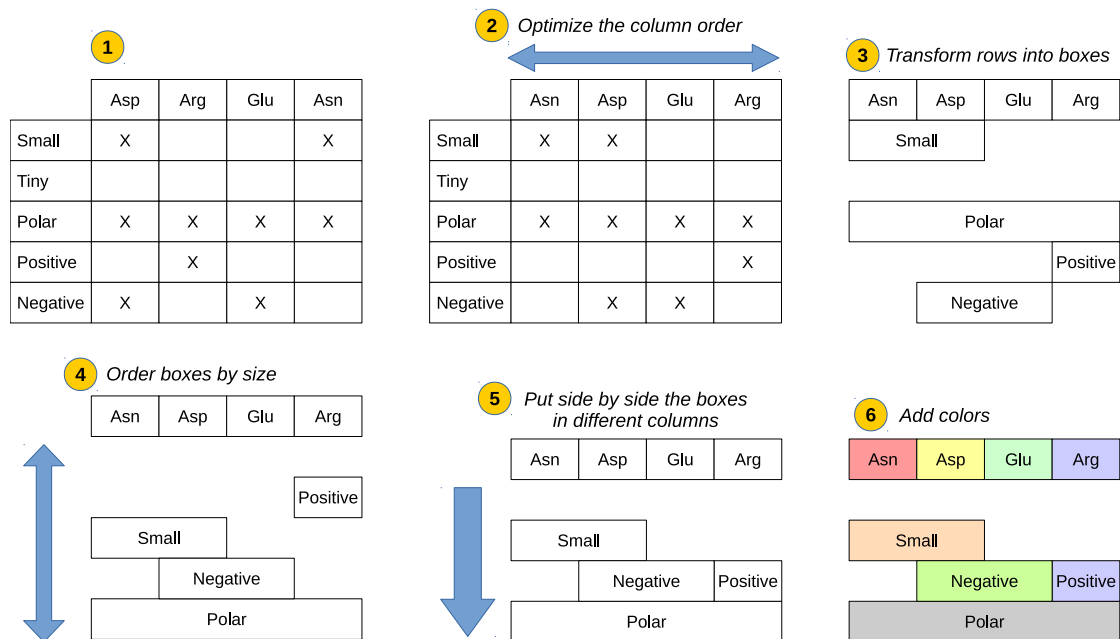 1
Asp Arg Glu Asn
Small X X
Tiny
Polar X X X X
Positive X
Negative X X
2 Optimize the column order
Asn Asp Glu Arg
Small X X
Tiny
Polar X X X X
Positive X
Negative X X
3 Transform rows into boxes
Asn Asp Glu Arg
Small
Polar
Positive
Negative
4 Order boxes by size
Asn Asp Glu Arg
Positive
Small
Negative
Polar
5 Put side by side the boxes
in different columns
Asn Asp Glu Arg
Small
Negative Positive
Polar
6 Add colors
Asn Asp Glu Arg
Small
Negative Positive
Polar